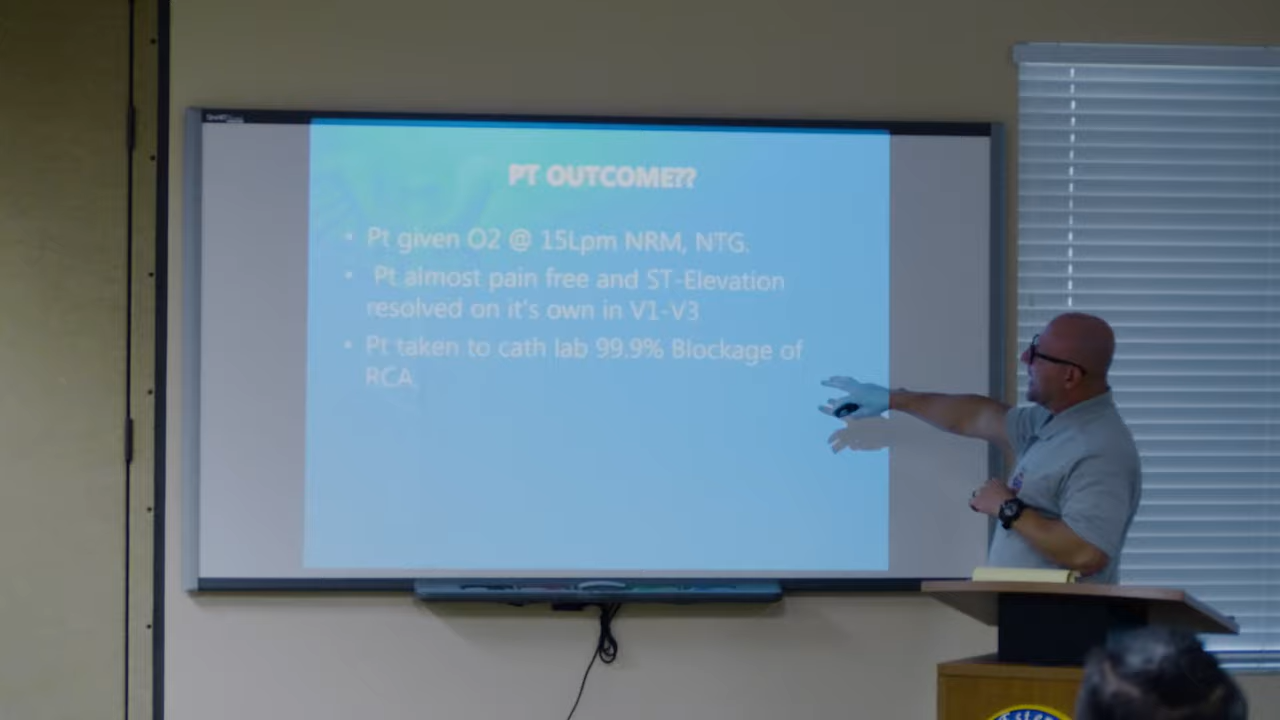 PT OUTCOME??
• Pt given O2 @ 15Lpm NRM, NTG.
• Pt almost pain free and ST-Elevation
resolved on it's own in V1-V3
• Pt taken to cath lab 99.9% Blockage of
RCA.